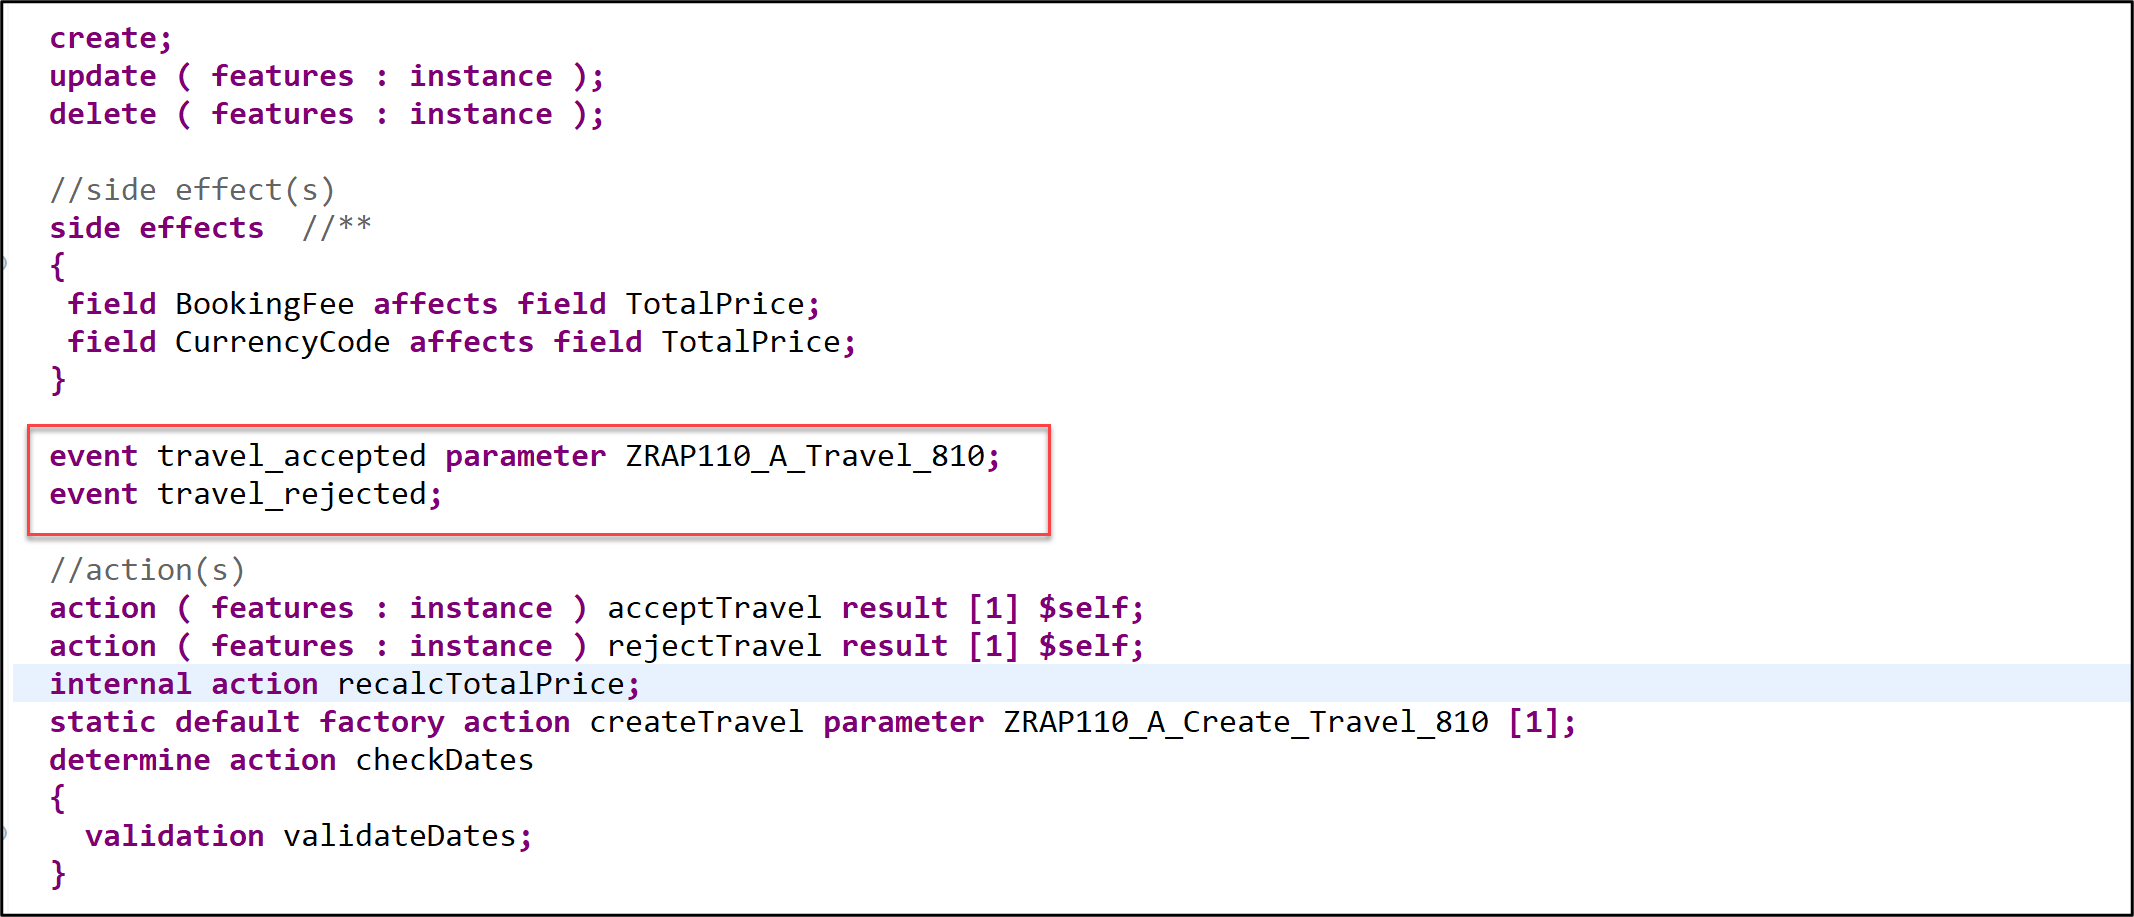 create;
update ( features : instance );
delete ( features : instance );
//side effect(s)
side effects  //**
{
field BookingFee affects field TotalPrice;
field CurrencyCode affects field TotalPrice;
}
event travel_accepted parameter ZRAP110_A_Travel_810;
event travel_rejected;
//action(s)
action ( features : instance ) acceptTravel result [1] $self;
action ( features : instance ) rejectTravel result [1] $self;
internal action recalcTotalPrice;
static default factory action createTravel parameter ZRAP110_A_Create_Travel_810 [1];
determine action checkDates
{
validation validateDates;
}